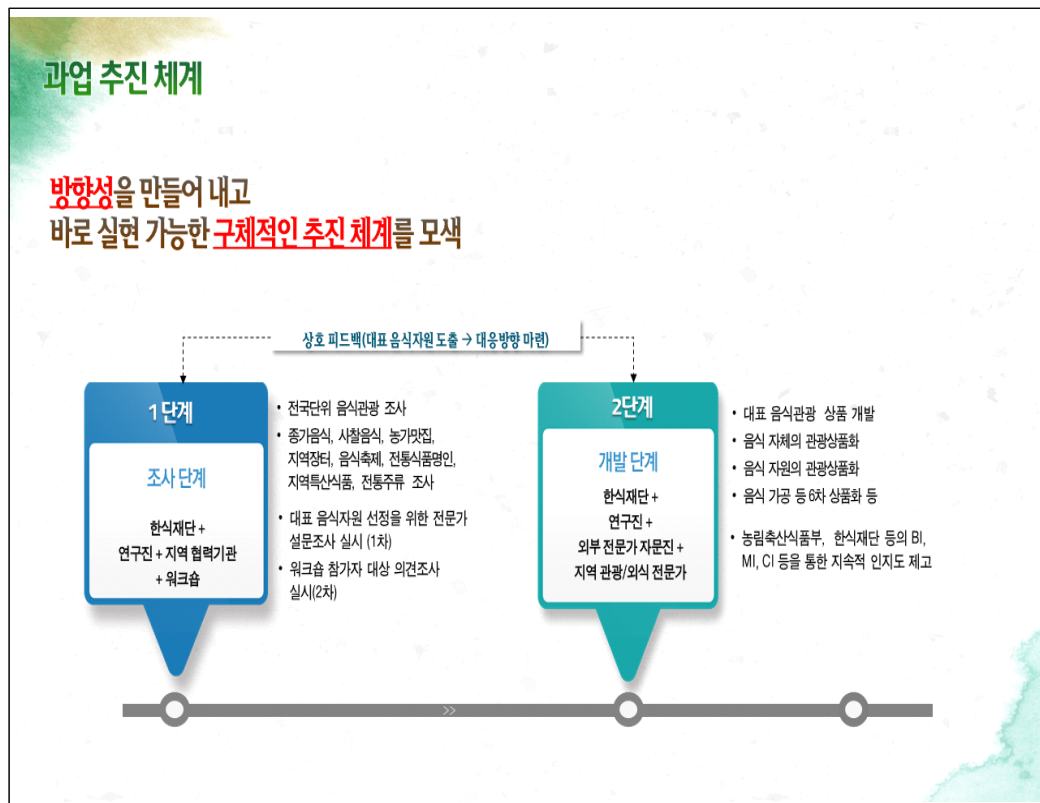 과업 추진 체계
방향성을 만들어 내고
바로 실현 가능한 구체적인 추진 체계를 모색
상호 피드백(대표 음식자원 도출 → 대응방향 마련)
1 단계
조사 단계
한식재단 +
연구진 + 지역 협력기관
+ 워크숍
• 전국단위 음식관광 조사
• 종가음식, 사찰음식, 농가맛집,
지역장터, 음식축제, 전통식품명인,
지역특산식품, 전통주류 조사
• 대표 음식자원 선정을 위한 전문가
설문조사 실시 (1차)
• 워크숍 참가자 대상 의견조사
실시(2차)
2단계
개발 단계
한식재단 +
연구진 +
외부 전문가 자문진 +
지역 관광/외식 전문가
• 대표 음식관광 상품 개발
• 음식 자체의 관광상품화
• 음식 자원의 관광상품화
• 음식 가공 등 6차 상품화 등
• 농림축산식품부, 한식재단 등의 BI,
MI, CI 등을 통한 지속적 인지도 제고
>>